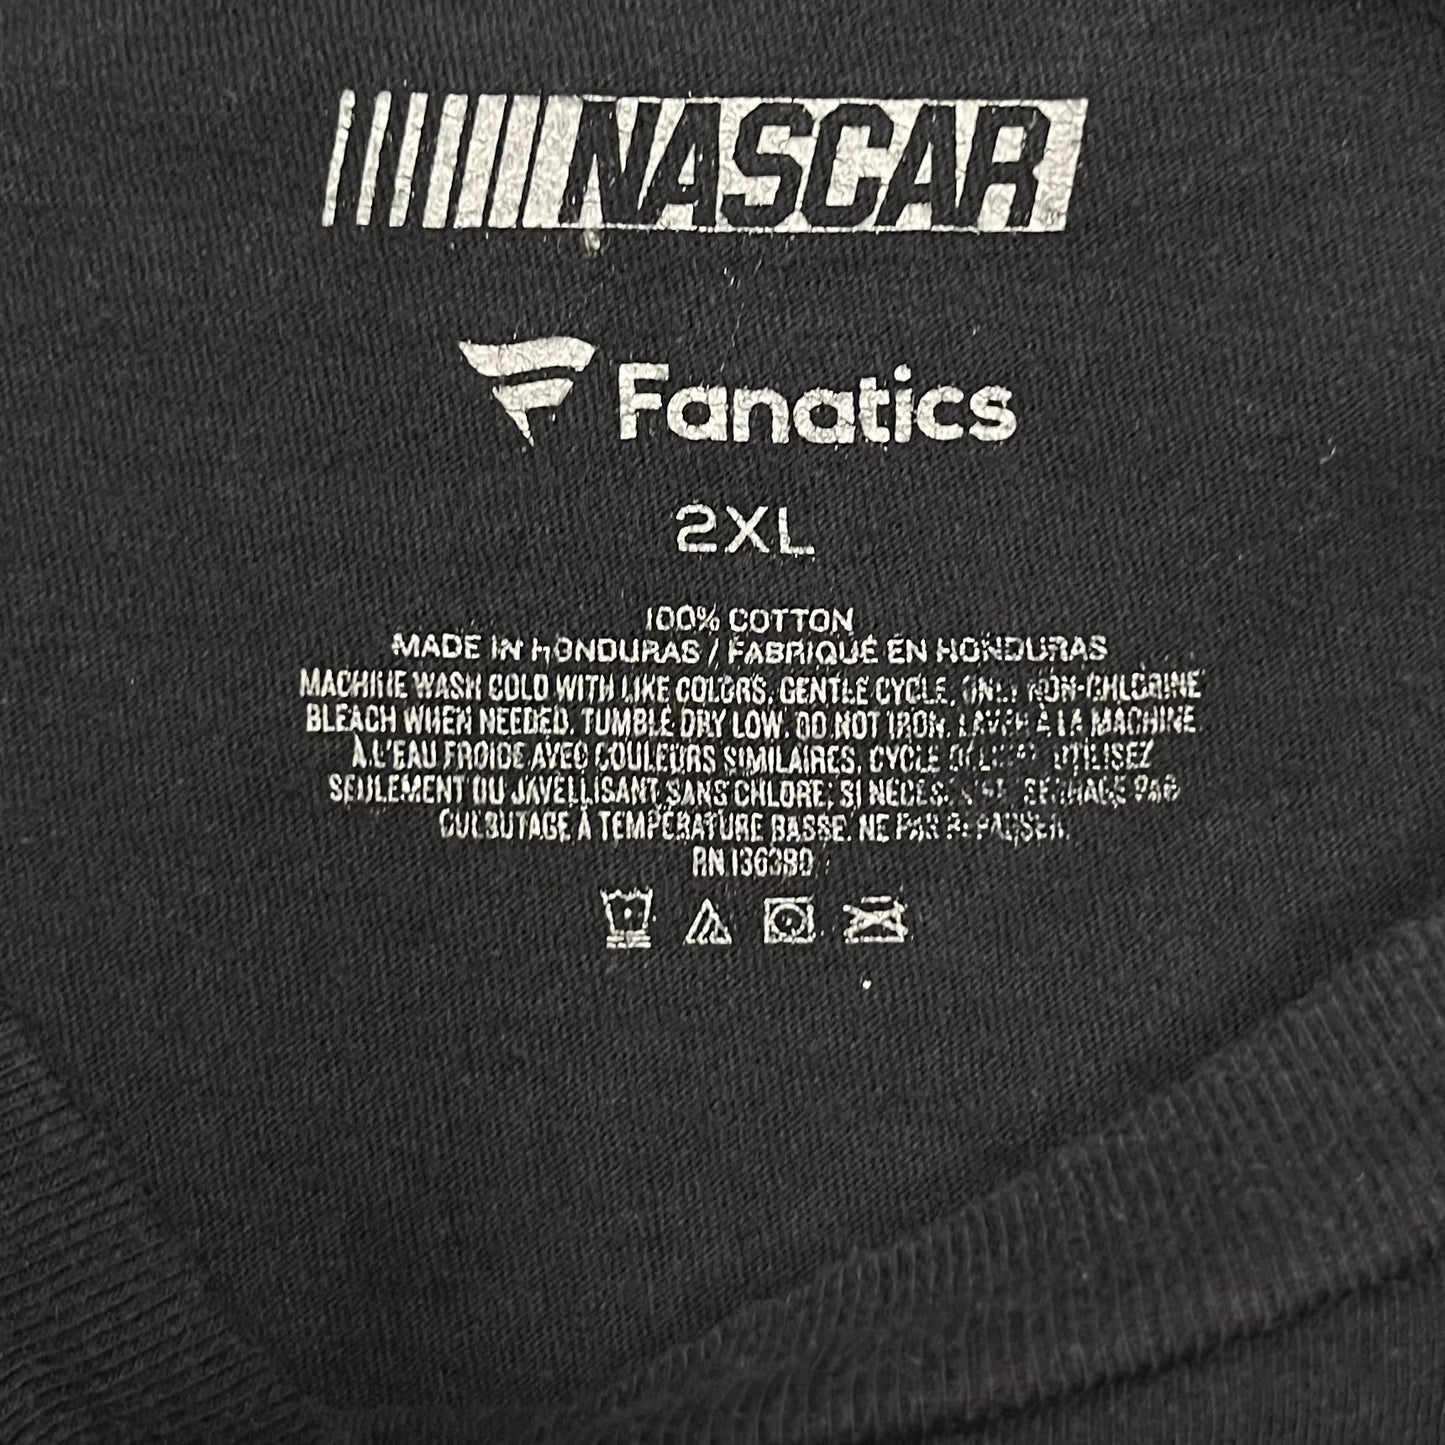 NASCAR
Fanatics
2XL
100% COTTON
MADE IN HONDURAS / FABRIQUÉ EN HONDURAS
MACHINE WASH COLD WITH LIKE COLORS, GENTLE CYCLE, ONLY NON-CHLORINE
BLEACH WHEN NEEDED. TUMBLE DRY LOW. DO NOT IRON. LAVER À LA MACHINE
À L'EAU FROIDE AVEC COULEURS SIMILAIRES, CYCLE UTILISEZ
SEULEMENT DU JAVELLISANT SANS CHLORE, SI SÉCHAGE PAR
CULBUTAGE À TEMPÉRATURE BASSE. NE PAS REPASSER.
RN 136380